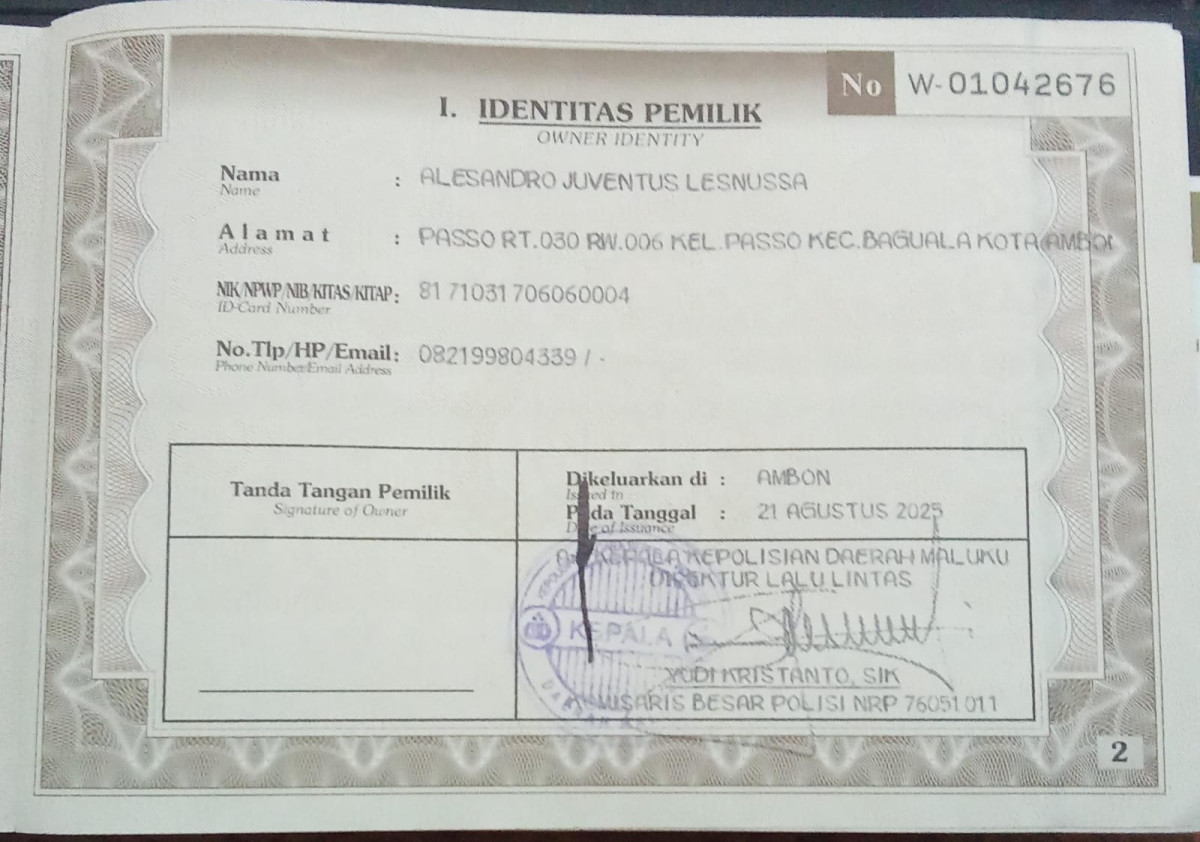 No W-01042676
I. IDENTITAS PEMILIK
OWNER IDENTITY
Nama : ALESANDRO JUVENTUS LESNUSSA
Name
Alamat : PASSO RT.030 RW.006 KEL.PASSO KEC.BAGUALA KOTA AMBON
Address
NIK/NPWP/NIB/KITAS/KITAP: 8171031706060004
ID-Card Number
No.Tlp/HP/Email: 082199804339 / -
Phone Number/Email Address
Tanda Tangan Pemilik
Signature of Owner
Dikeluarkan di : AMBON
Issued in
Pada Tanggal : 21 AGUSTUS 2025
Date of Issuance
KEPALA KEPOLISIAN DAERAH MALUKU
DIREKTUR LALU LINTAS
KEPALA
YUDI KRISTANTO, SIK
KOMISARIS BESAR POLISI NRP 76051011
2